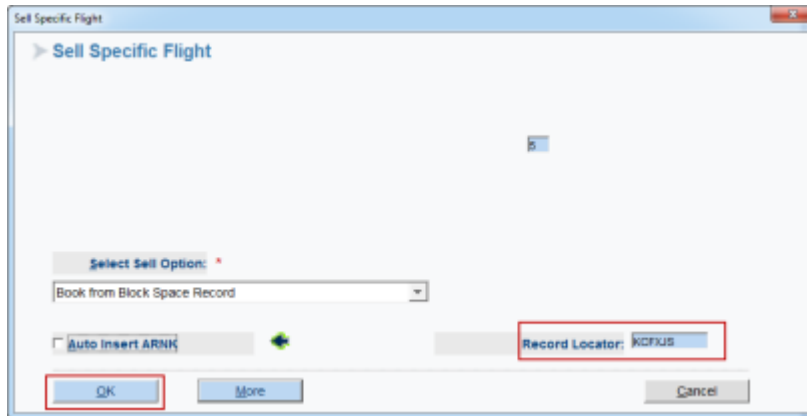 Sell Specific Flight
Sell Specific Flight
5
Select Sell Option: *
Book from Block Space Record
Auto Insert ARNK
Record Locator:
OK More Cancel